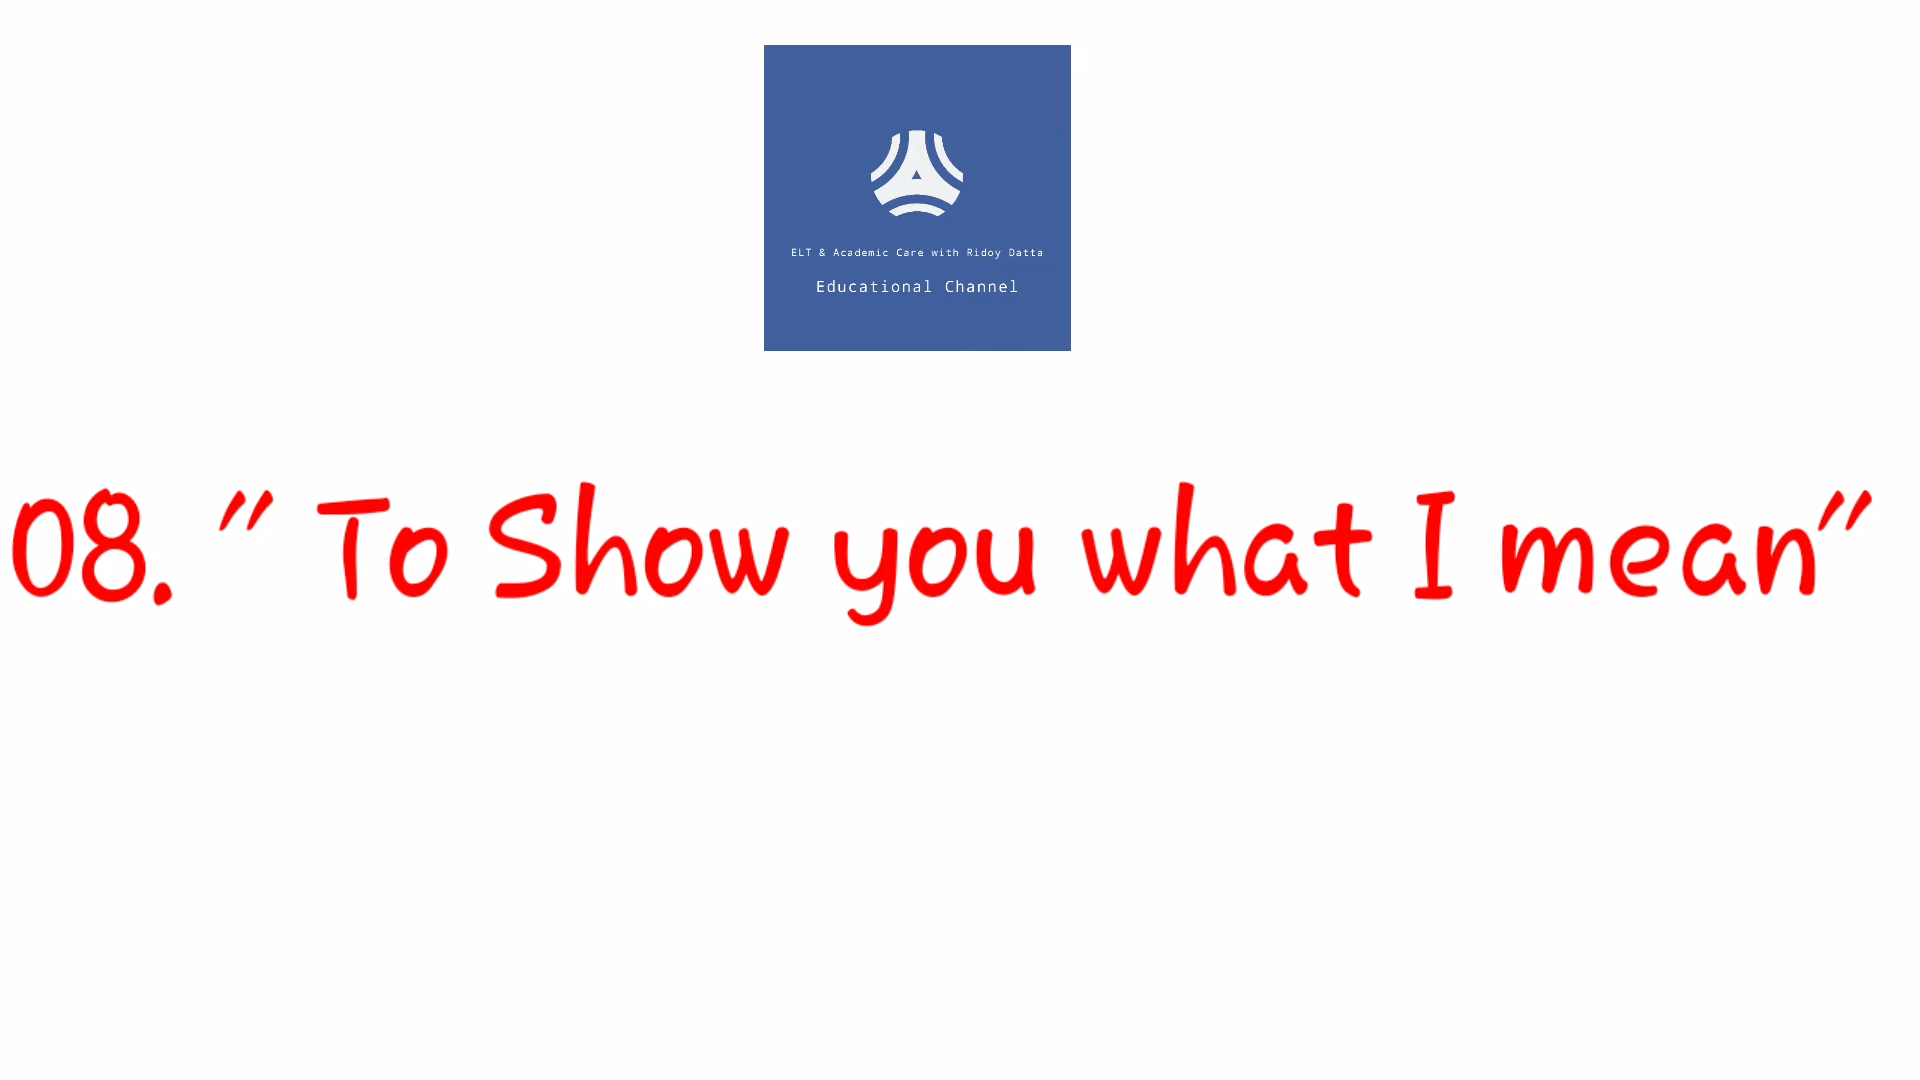 ELT & Academic Care with Ridoy Datta
Educational Channel
08. " To Show you what I mean"